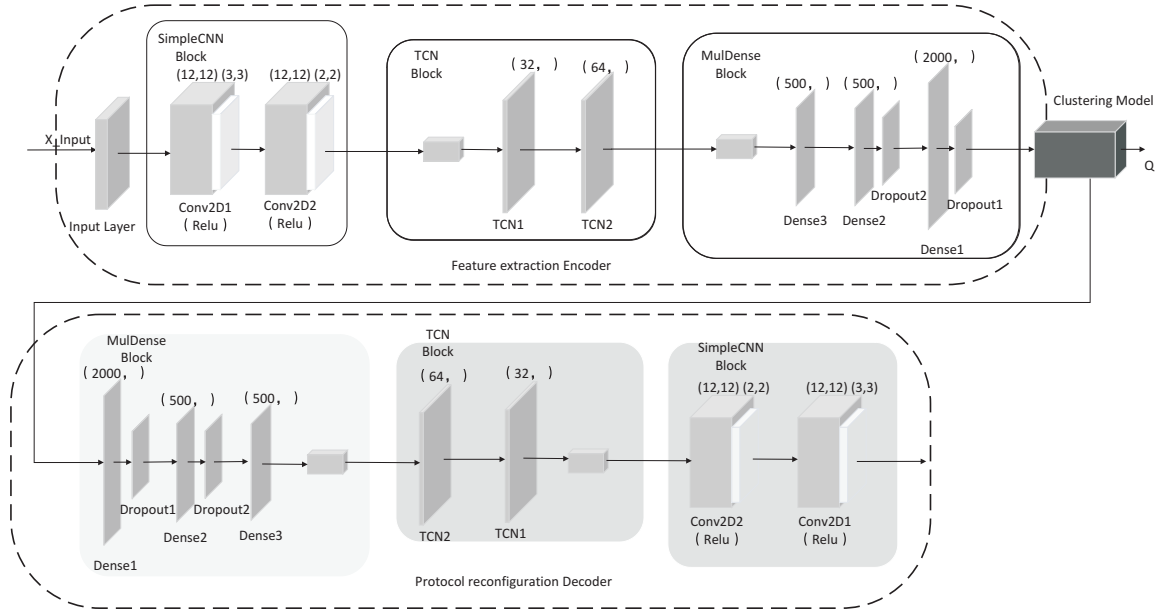 SimpleCNN
Block
(12,12) (3,3)
(12,12) (2,2)
X_Input
Input Layer
Conv2D1
( Relu )
Conv2D2
( Relu )
TCN
Block
( 32, )
( 64, )
TCN1
TCN2
MulDense
Block
( 500, )
( 500, )
( 2000, )
Dense3
Dense2
Dropout2
Dropout1
Dense1
Clustering Model
Q
Feature extraction Encoder
MulDense
Block
( 2000, )
( 500, )
( 500, )
Dropout1
Dropout2
Dense1
Dense2
Dense3
TCN
Block
( 64, )
( 32, )
TCN2
TCN1
SimpleCNN
Block
(12,12) (2,2)
(12,12) (3,3)
Conv2D2
( Relu )
Conv2D1
( Relu )
Protocol reconfiguration Decoder